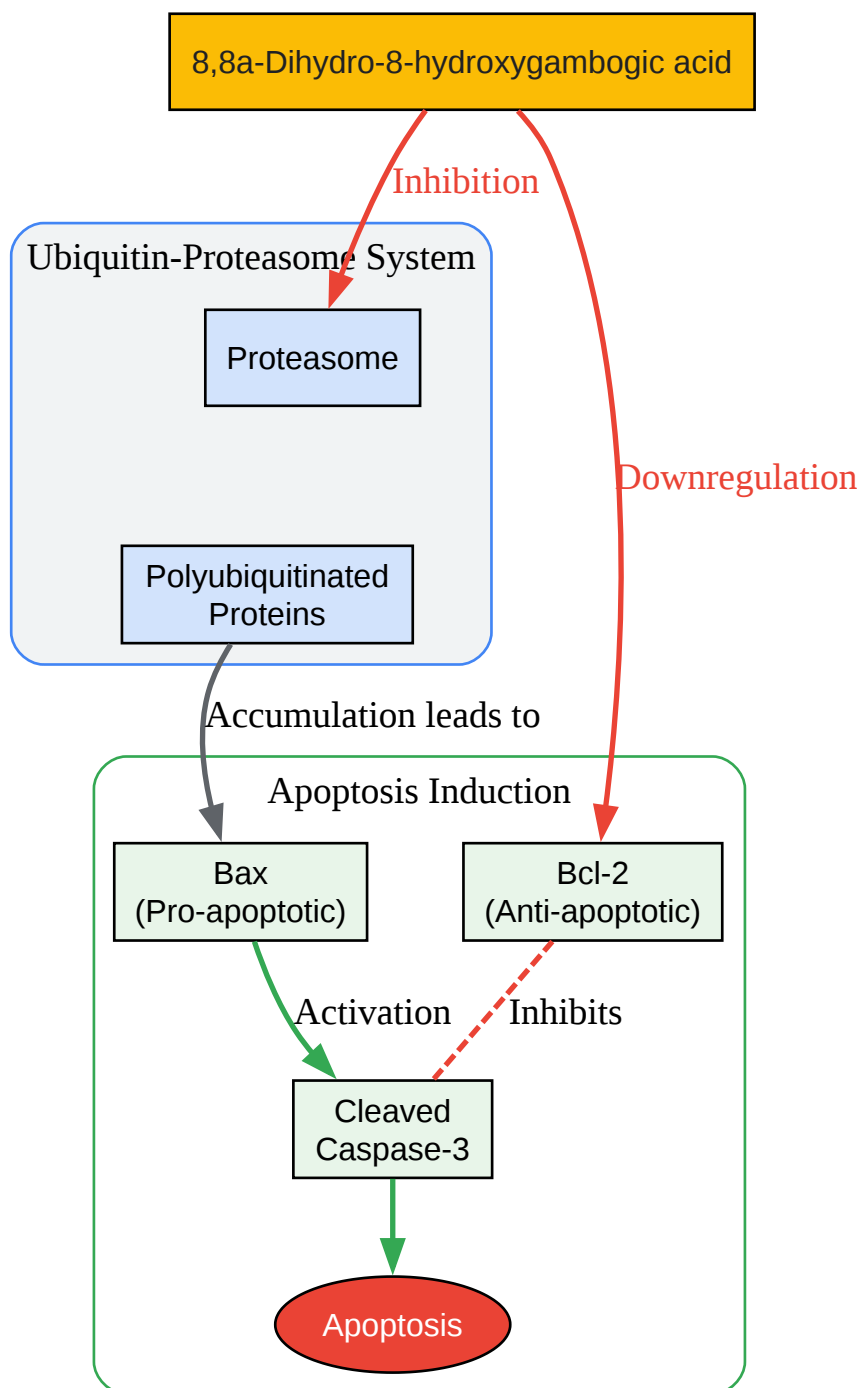 8,8a-Dihydro-8-hydroxygambogic acid
Inhibition
Ubiquitin-Proteasome System
Proteasome
Downregulation
Polyubiquitinated
Proteins
Accumulation leads to
Apoptosis Induction
Bax
(Pro-apoptotic)
Bcl-2
(Anti-apoptotic)
Activation
Inhibits
Cleaved
Caspase-3
Apoptosis